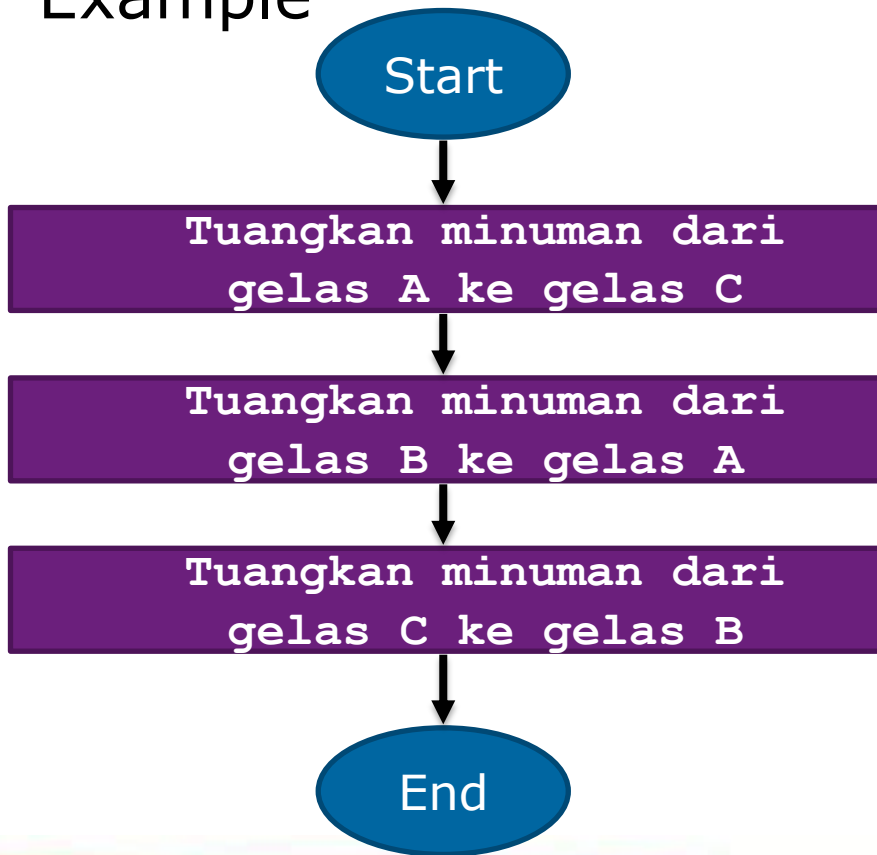 Example
Start
Tuangkan minuman dari
gelas A ke gelas C
Tuangkan minuman dari
gelas B ke gelas A
Tuangkan minuman dari
gelas C ke gelas B
End